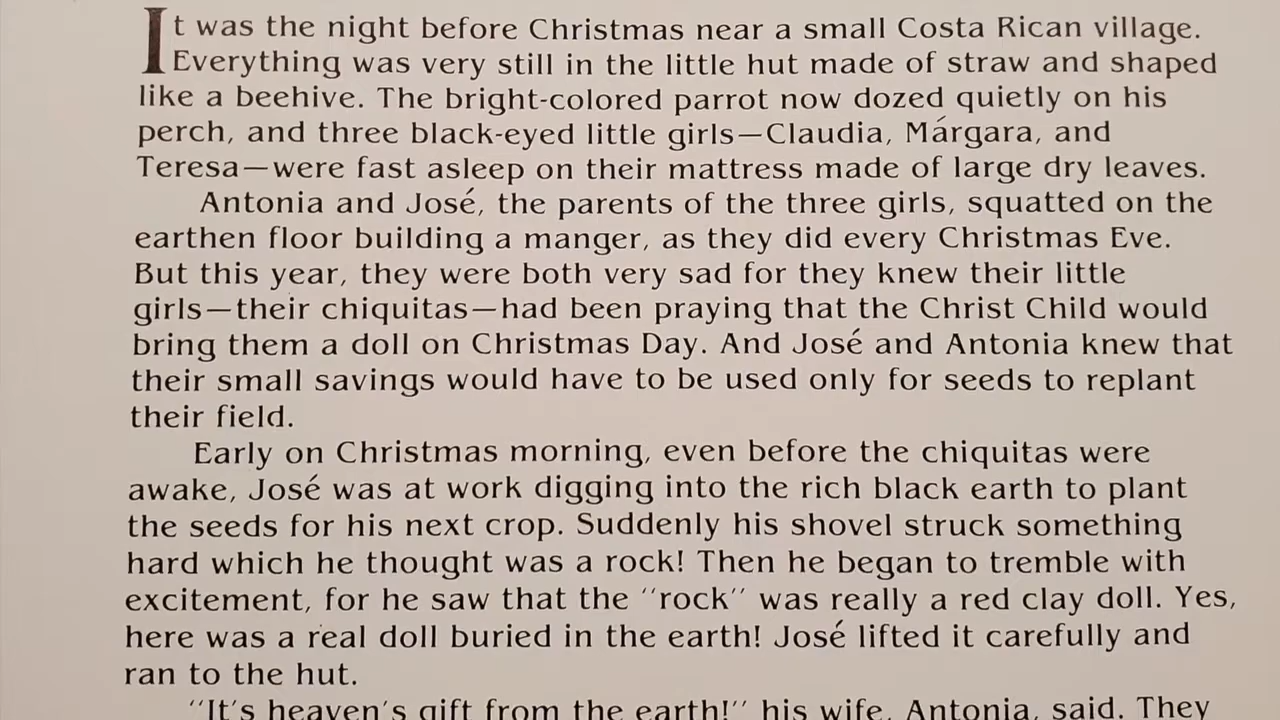 It was the night before Christmas near a small Costa Rican village.
Everything was very still in the little hut made of straw and shaped
like a beehive. The bright-colored parrot now dozed quietly on his
perch, and three black-eyed little girls—Claudia, Márgara, and
Teresa—were fast asleep on their mattress made of large dry leaves.
Antonia and José, the parents of the three girls, squatted on the
earthen floor building a manger, as they did every Christmas Eve.
But this year, they were both very sad for they knew their little
girls—their chiquitas—had been praying that the Christ Child would
bring them a doll on Christmas Day. And José and Antonia knew that
their small savings would have to be used only for seeds to replant
their field.
Early on Christmas morning, even before the chiquitas were
awake, José was at work digging into the rich black earth to plant
the seeds for his next crop. Suddenly his shovel struck something
hard which he thought was a rock! Then he began to tremble with
excitement, for he saw that the "rock" was really a red clay doll. Yes,
here was a real doll buried in the earth! José lifted it carefully and
ran to the hut.
"It's heaven's gift from the earth!" his wife, Antonia, said. They